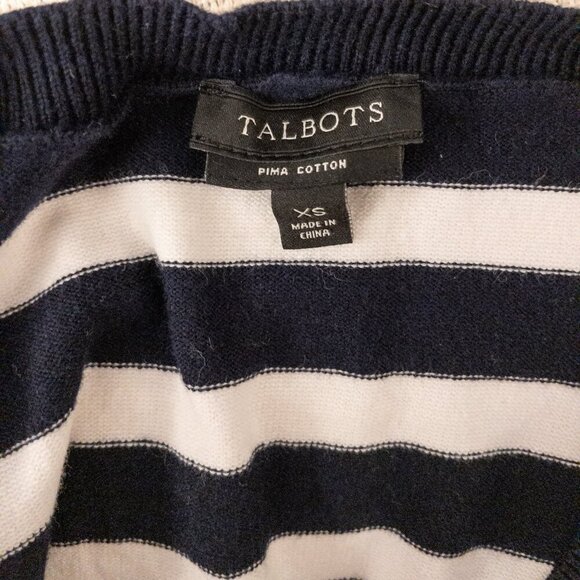 TALBOTS
PIMA COTTON
XS
MADE IN
CHINA